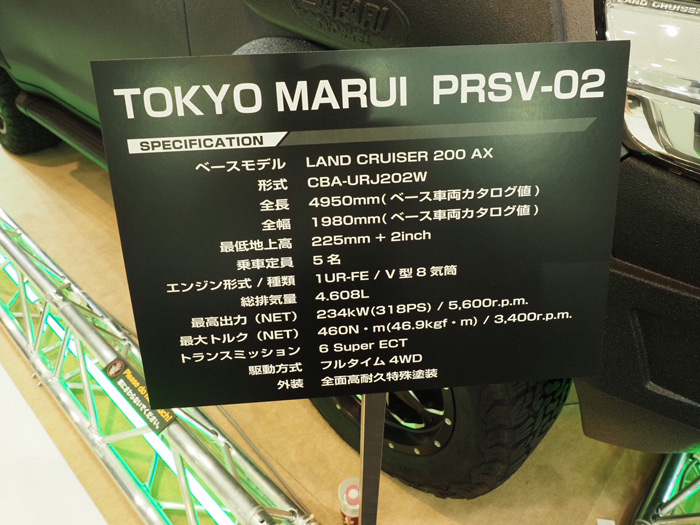 SAFARI
LAND CRUISER
TOKYO MARUI PRSV-02
SPECIFICATION
ベースモデル LAND CRUISER 200 AX
形式 CBA-URJ202W
全長 4950mm(ベース車両カタログ値)
全幅 1980mm(ベース車両カタログ値)
最低地上高 225mm + 2inch
乗車定員 5名
エンジン形式 / 種類 1UR-FE / V型8気筒
総排気量 4.608L
最高出力 (NET) 234kW(318PS) / 5,600r.p.m.
最大トルク (NET) 460N・m(46.9kgf・m) / 3,400r.p.m.
トランスミッション 6 Super ECT
駆動方式 フルタイム4WD
外装 全面高耐久特殊塗装
Please do not touch!